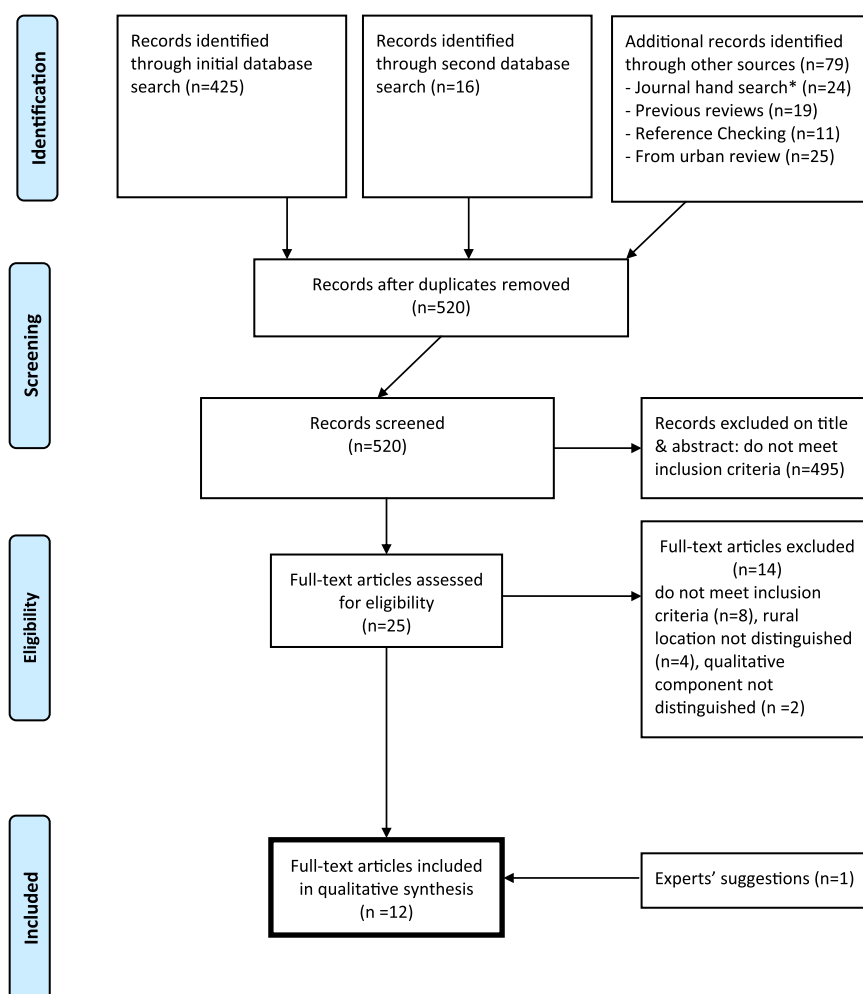 Identification
Records identified
through initial database
search (n=425)
Records identified
through second database
search (n=16)
Additional records identified
through other sources (n=79)
- Journal hand search* (n=24)
- Previous reviews (n=19)
- Reference Checking (n=11)
- From urban review (n=25)
Screening
Records after duplicates removed
(n=520)
Records screened
(n=520)
Records excluded on title
& abstract: do not meet
inclusion criteria (n=495)
Eligibility
Full-text articles assessed
for eligibility
(n=25)
Full-text articles excluded
(n=14)
do not meet inclusion
criteria (n=8), rural
location not distinguished
(n=4), qualitative
component not
distinguished (n =2)
Included
Full-text articles included
in qualitative synthesis
(n =12)
Experts’ suggestions (n=1)